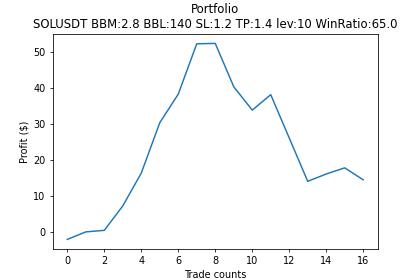 Portfolio
SOLUSDT BBM:2.8 BBL:140 SL:1.2 TP:1.4 lev:10 WinRatio:65.0
50
40
30
20
10
0
Profit ($)
0 2 4 6 8 10 12 14 16
Trade counts